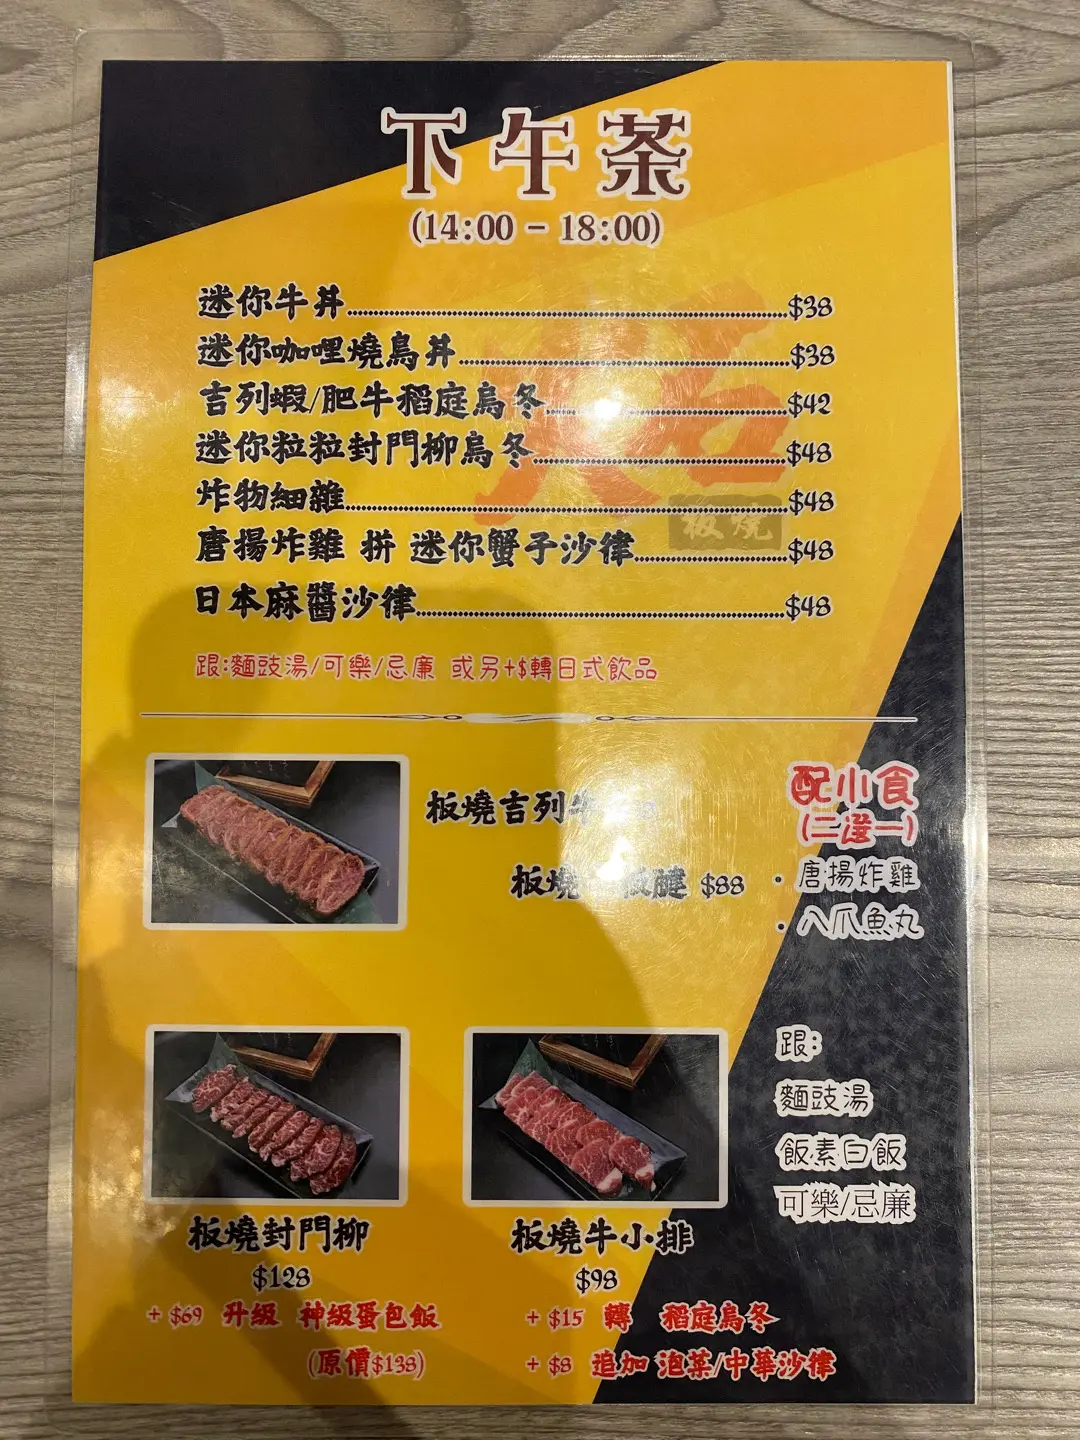 下午茶
(14:00 - 18:00)
迷你牛丼 $38
迷你咖哩燒鳥丼 $38
吉列蝦/肥牛稻庭烏冬 $42
迷你粒粒封門柳烏冬 $48
炸物細雜 $48
唐揚炸雞 拼 迷你蟹子沙律 $48
日本麻醬沙律 $48
板燒
跟:麵豉湯/可樂/忌廉 或另+$轉日式飲品
板燒吉列牛
板燒 $88
配小食
(二選一)
· 唐揚炸雞
· 八爪魚丸
跟:
麵豉湯
飯素白飯
可樂/忌廉
板燒封門柳
$128
+ $69 升級 神級蛋包飯
(原價$138)
板燒牛小排
$98
+ $15 轉 稻庭烏冬
+ $8 追加 泡菜/中華沙律